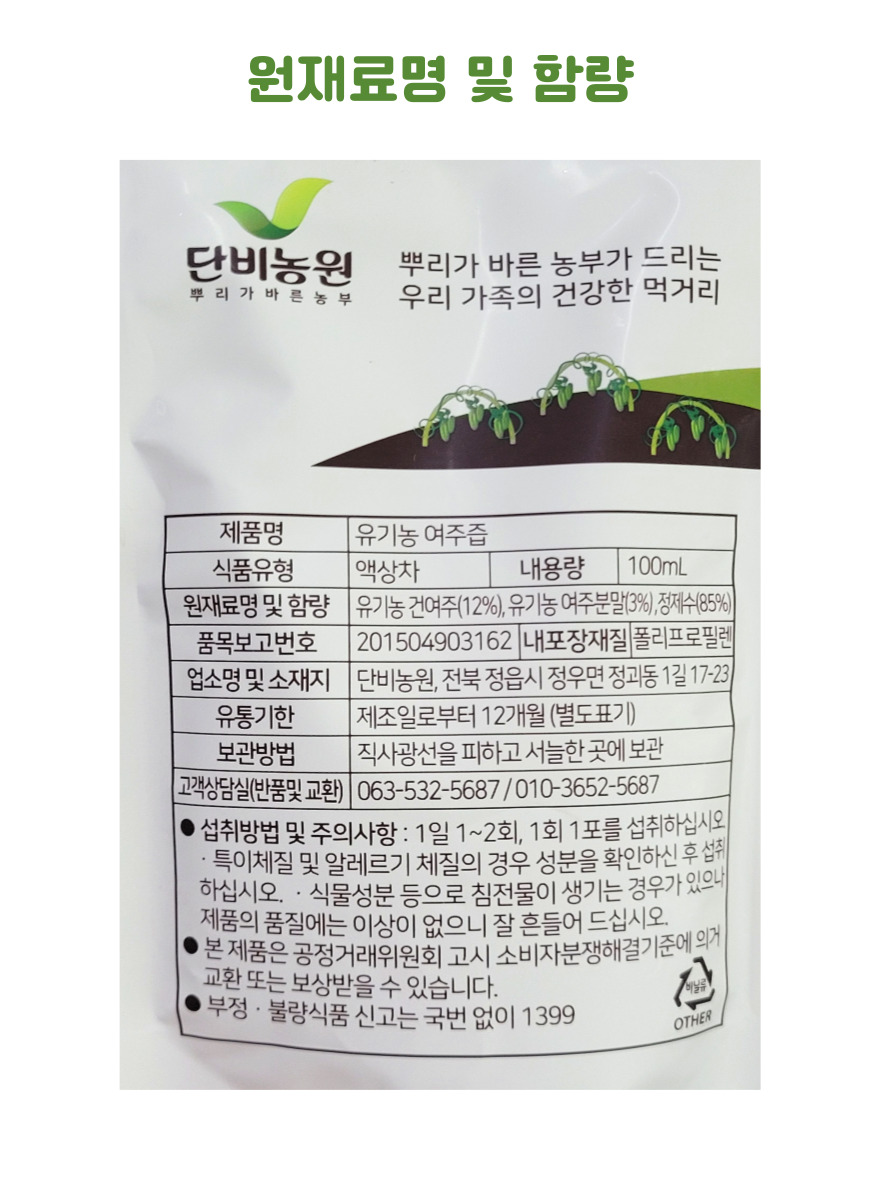 원재료명 및 함량
단비농원
뿌리가바른농부
뿌리가 바른 농부가 드리는
우리 가족의 건강한 먹거리
제품명 유기농 여주즙
식품유형 액상차 내용량 100mL
원재료명 및 함량 유기농 건여주(12%), 유기농 여주분말(3%), 정제수(85%)
품목보고번호 201504903162 내포장재질 폴리프로필렌
업소명 및 소재지 단비농원, 전북 정읍시 정우면 정괴동 1길 17-23
유통기한 제조일로부터 12개월 (별도표기)
보관방법 직사광선을 피하고 서늘한 곳에 보관
고객상담실(반품및 교환) 063-532-5687 / 010-3652-5687
● 섭취방법 및 주의사항 : 1일 1~2회, 1회 1포를 섭취하십시오
· 특이체질 및 알레르기 체질의 경우 성분을 확인하신 후 섭취
하십시오. · 식물성분 등으로 침전물이 생기는 경우가 있으나
제품의 품질에는 이상이 없으니 잘 흔들어 드십시오.
● 본 제품은 공정거래위원회 고시 소비자분쟁해결기준에 의거
교환 또는 보상받을 수 있습니다.
● 부정 · 불량식품 신고는 국번 없이 1399
비닐류
OTHER